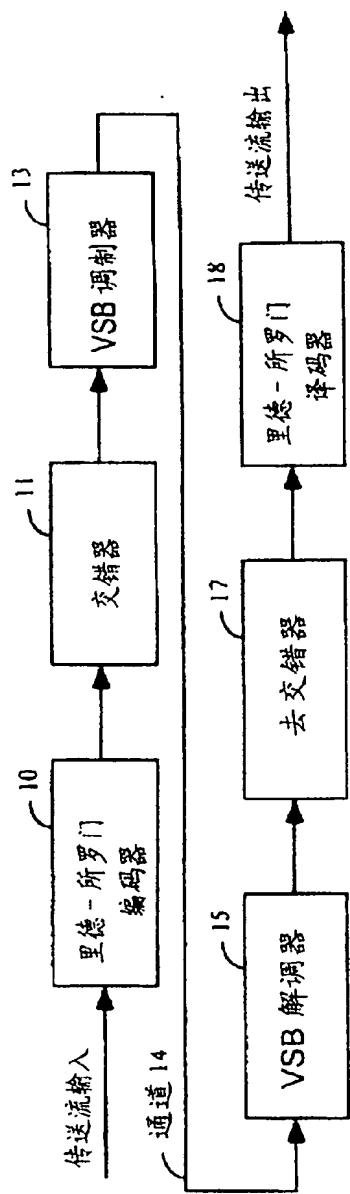 传送流输入
10
里德-所罗门
编码器
11
交错器
13
VSB 调制器
通道14
15
VSB 解调器
17
去交错器
18
里德-所罗门
译码器
传送流输出